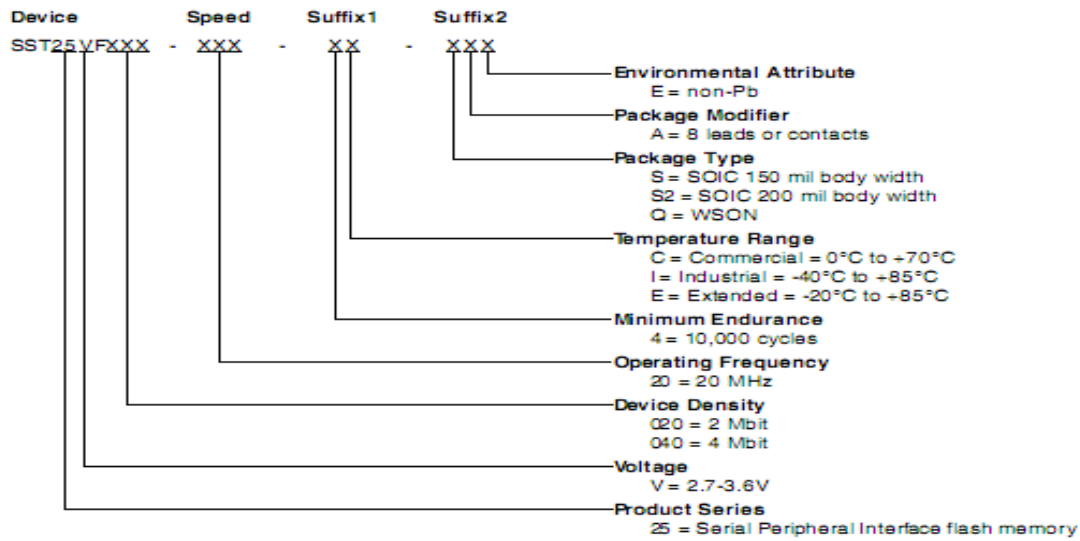 Device Speed Suffix1 Suffix2
SST25VFXXX - XXX - XX - XXX
Environmental Attribute
E = non-Pb
Package Modifier
A = 8 leads or contacts
Package Type
S = SOIC 150 mil body width
S2 = SOIC 200 mil body width
Q = WSON
Temperature Range
C = Commercial = 0°C to +70°C
I = Industrial = -40°C to +85°C
E = Extended = -20°C to +85°C
Minimum Endurance
4 = 10,000 cycles
Operating Frequency
20 = 20 MHz
Device Density
020 = 2 Mbit
040 = 4 Mbit
Voltage
V = 2.7-3.6V
Product Series
25 = Serial Peripheral Interface flash memory